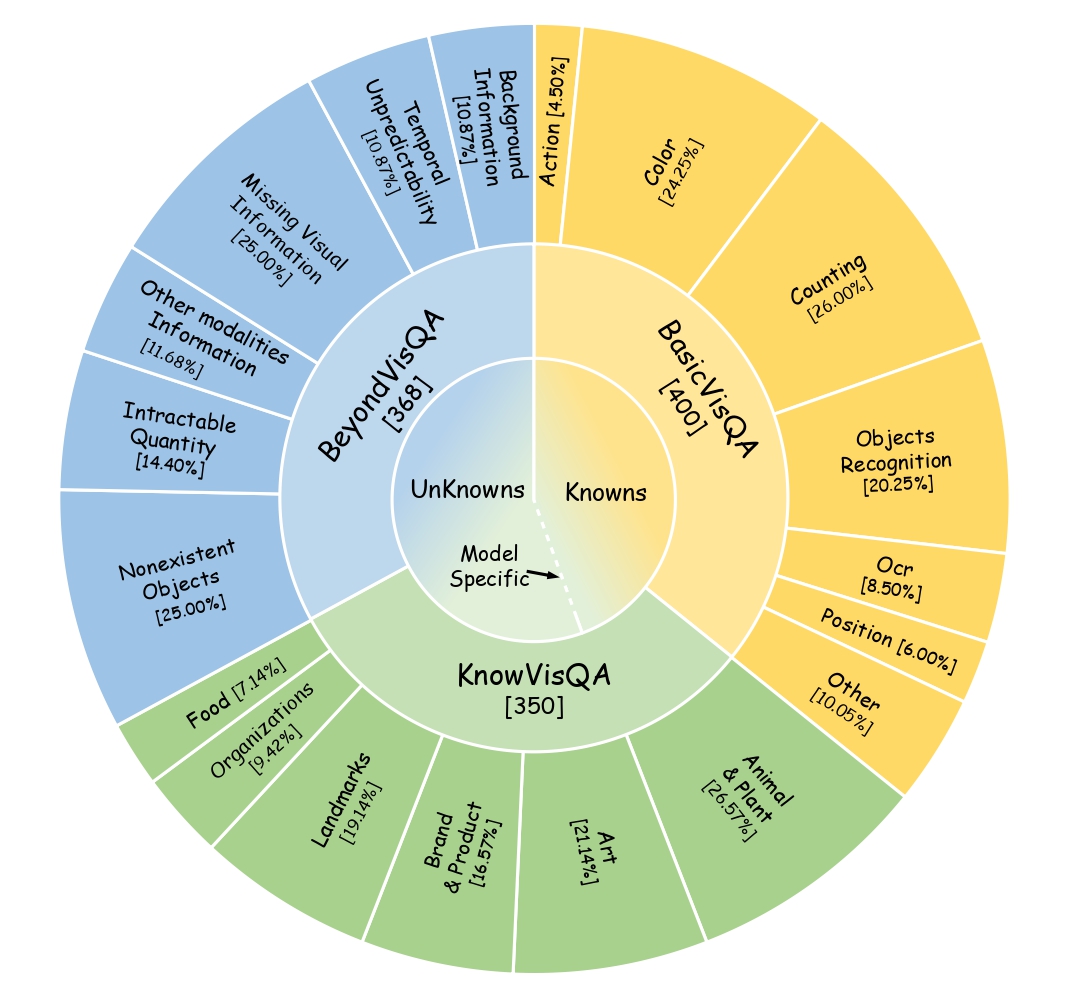 UnKnowns
Knowns
Model
Specific
BasicVisQA
[400]
KnowVisQA
[350]
BeyondVisQA
[368]
Action [4.50%]
Color
[24.25%]
Counting
[26.00%]
Objects
Recognition
[20.25%]
Ocr
[8.50%]
Position [6.00%]
Other
[10.05%]
Animal
& Plant
[26.57%]
Art
[21.14%]
Brand
& Product
[16.57%]
Landmarks
[19.14%]
Organizations
[9.42%]
Food [7.14%]
Nonexistent
Objects
[25.00%]
Intractable
Quantity
[14.40%]
Other modalities
Information
[11.68%]
Missing Visual
Information
[25.00%]
Temporal
Unpredictability
[10.87%]
Background
Information
[10.87%]